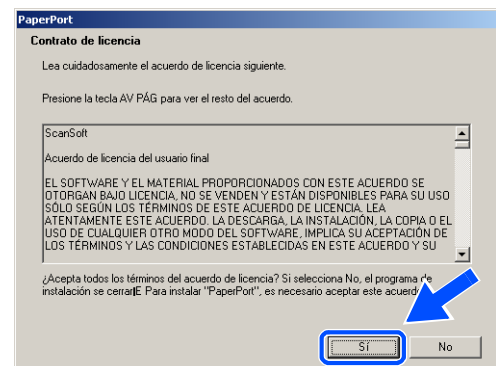 PaperPort
Contrato de licencia
Lea cuidadosamente el acuerdo de licencia siguiente.
Presione la tecla AV PÁG para ver el resto del acuerdo.
ScanSoft
Acuerdo de licencia del usuario final
EL SOFTWARE Y EL MATERIAL PROPORCIONADOS CON ESTE ACUERDO SE
OTORGAN BAJO LICENCIA, NO SE VENDEN Y ESTÁN DISPONIBLES PARA SU USO
SÓLO SEGÚN LOS TÉRMINOS DE ESTE ACUERDO DE LICENCIA. LEA
ATENTAMENTE ESTE ACUERDO. LA DESCARGA, LA INSTALACIÓN, LA COPIA O EL
USO DE CUALQUIER OTRO MODO DEL SOFTWARE, IMPLICA SU ACEPTACIÓN DE
LOS TÉRMINOS Y LAS CONDICIONES ESTABLECIDAS EN ESTE ACUERDO Y SU
¿Acepta todos los términos del acuerdo de licencia? Si selecciona No, el programa de
instalación se cerrarE Para instalar "PaperPort", es necesario aceptar este
Sí No